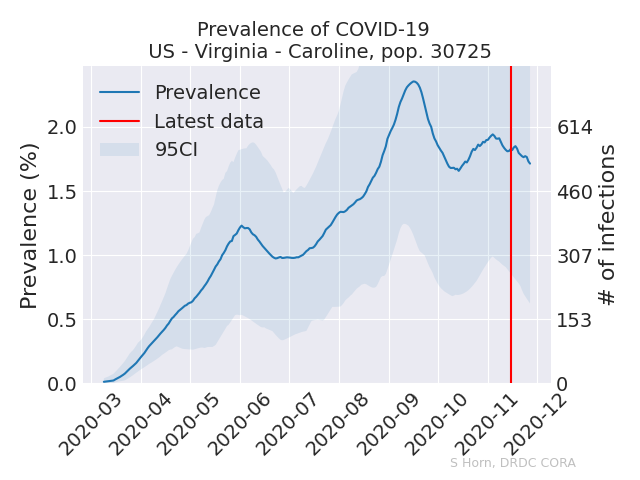 Prevalence of COVID-19
US - Virginia - Caroline, pop. 30725
Prevalence
Latest data
95CI
Prevalence (%)
2.0
1.5
1.0
0.5
0.0
614
460
307
153
0
# of infections
2020-03
2020-04
2020-05
2020-06
2020-07
2020-08
2020-09
2020-10
2020-11
2020-12
S Horn, DRDC CORA